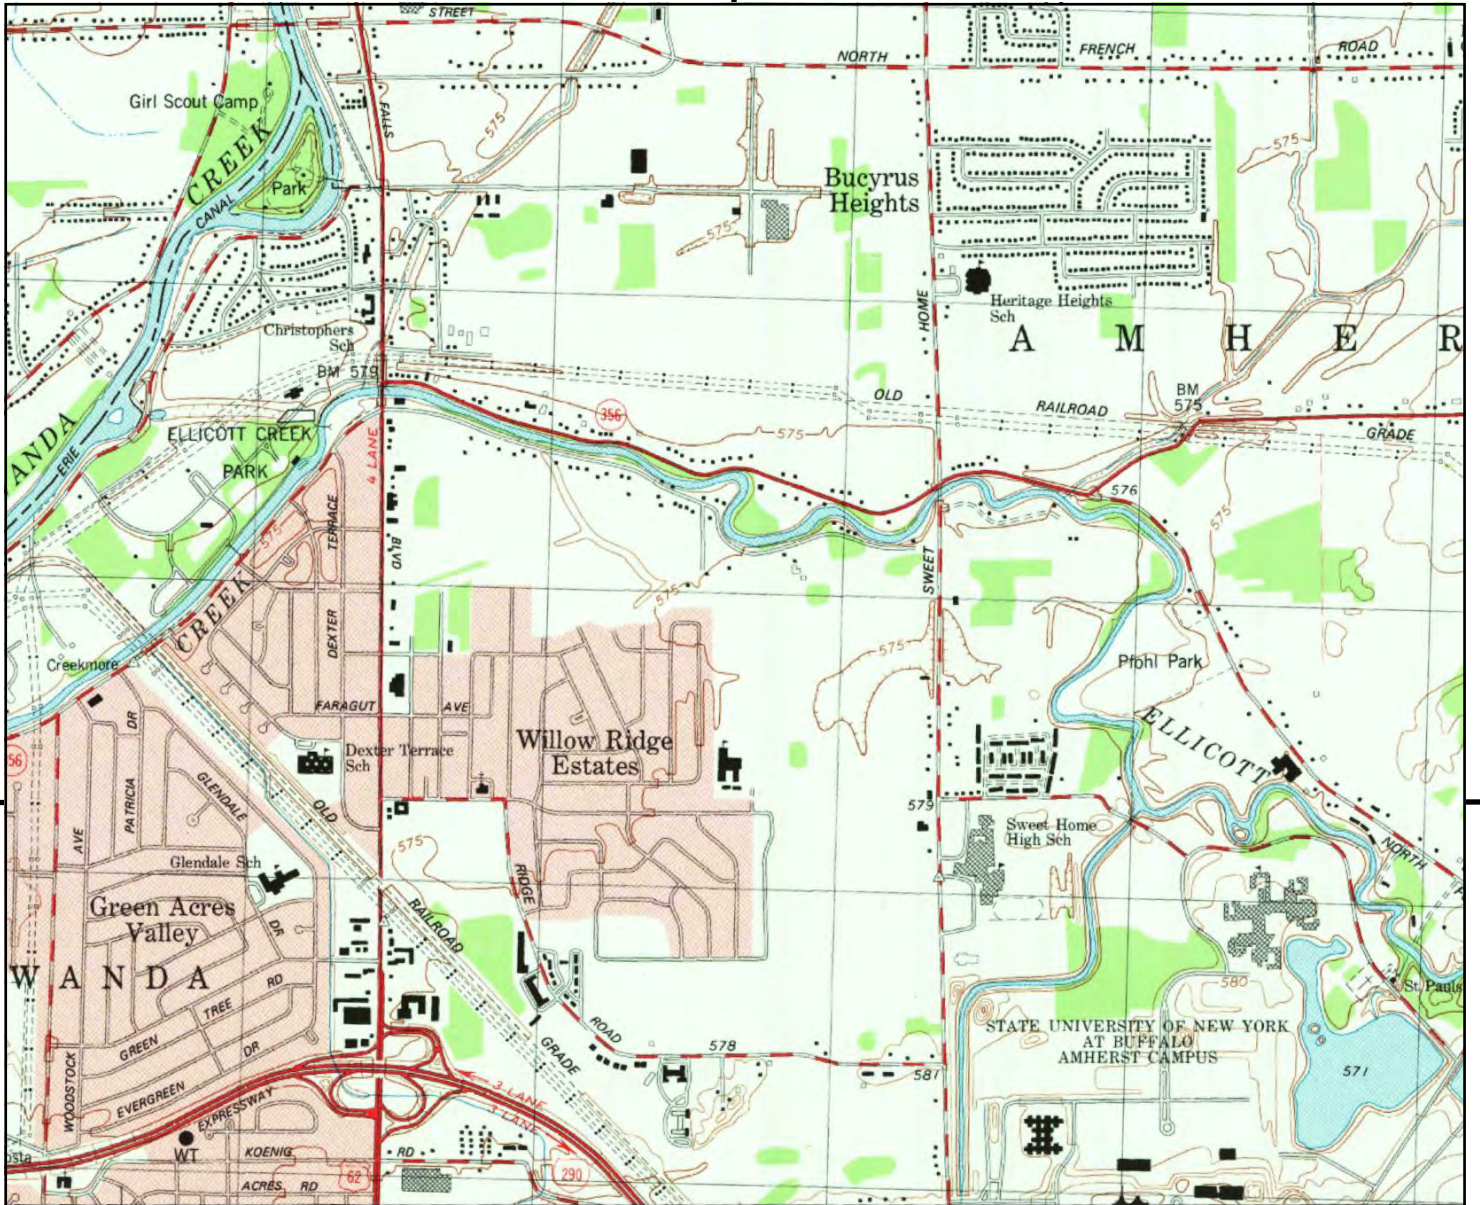 STREET
NORTH
FRENCH
ROAD
Girl Scout Camp
FALLS
575
575
CREEK
CANAL
Park
Bucyrus
Heights
575
HOME
Heritage Heights
Sch
Christophers
Sch
A M H E R
BM 579
OLD
RAILROAD
BM
575
GRADE
356
575
ANDA
ERIE
ELLICOTT CREEK
PARK
4 LANE
576
575
575
TERRACE
BLVD
SWEET
CREEK
575
DEXTER
575
Creekmore
Pfohl Park
FARAGUT
AVE
ELLICOTT
56
DR
Dexter Terrace
Sch
Willow Ridge
Estates
PATRICIA
GLENDALE
OLD
579
AVE
Sweet Home
High Sch
575
NORTH
Glendale Sch
RIDGE
RAILROAD
Green Acres
Valley
DR
WANDA
RD
580
St Pauls
TREE
GREEN
ROAD
STATE UNIVERSITY OF NEW YORK
AT BUFFALO
AMHERST CAMPUS
DR
GRADE
578
581
571
WOODSTOCK
EVERGREEN
EXPRESSWAY
3 LANE
3 LANE
WT
KOENIG
RD
osta
62
290
ACRES RD